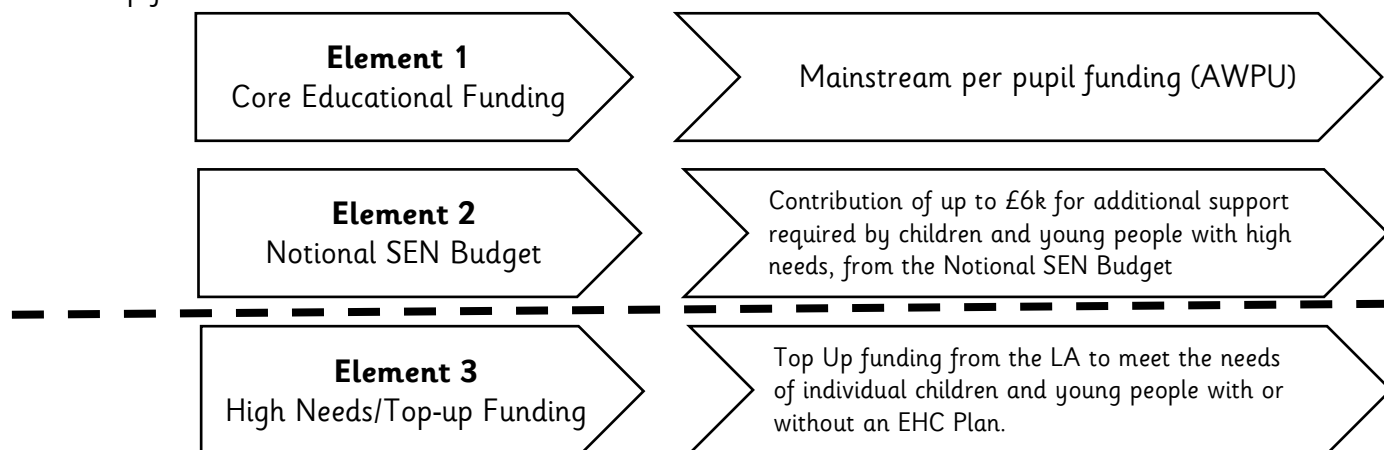 Element 1
Core Educational Funding
Mainstream per pupil funding (AWPU)
Element 2
Notional SEN Budget
Contribution of up to £6k for additional support
required by children and young people with high
needs, from the Notional SEN Budget
Element 3
High Needs/Top-up Funding
Top Up funding from the LA to meet the needs
of individual children and young people with or
without an EHC Plan.